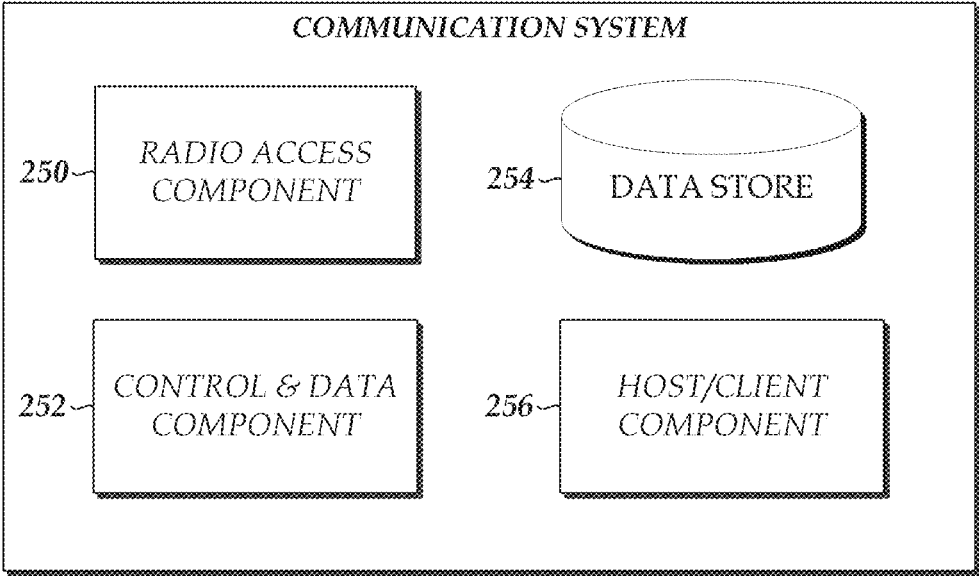 COMMUNICATION SYSTEM
250
RADIO ACCESS
COMPONENT
254
DATA STORE
252
CONTROL & DATA
COMPONENT
256
HOST/CLIENT
COMPONENT